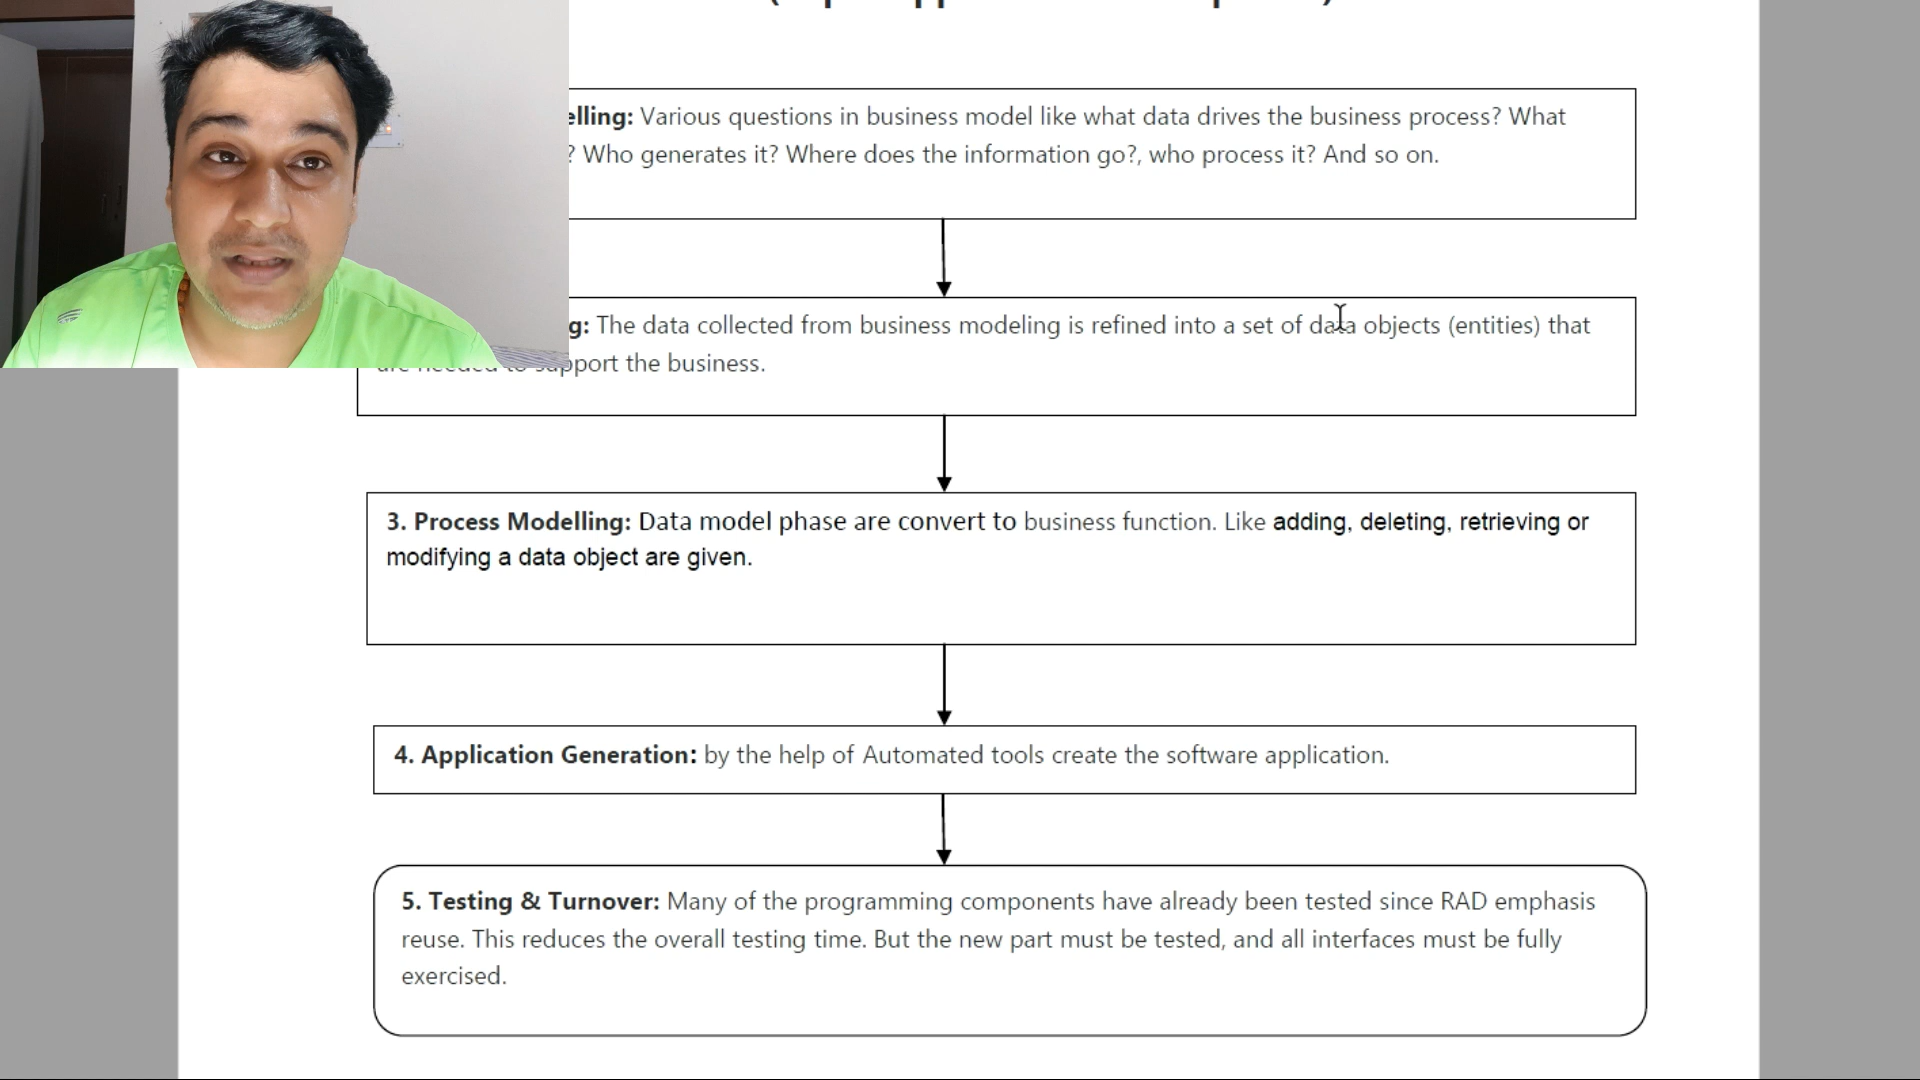 elling: Various questions in business model like what data drives the business process? What
? Who generates it? Where does the information go?, who process it? And so on.
g: The data collected from business modeling is refined into a set of data objects (entities) that
are needed to support the business.
3. Process Modelling: Data model phase are convert to business function. Like adding, deleting, retrieving or
modifying a data object are given.
4. Application Generation: by the help of Automated tools create the software application.
5. Testing & Turnover: Many of the programming components have already been tested since RAD emphasis
reuse. This reduces the overall testing time. But the new part must be tested, and all interfaces must be fully
exercised.